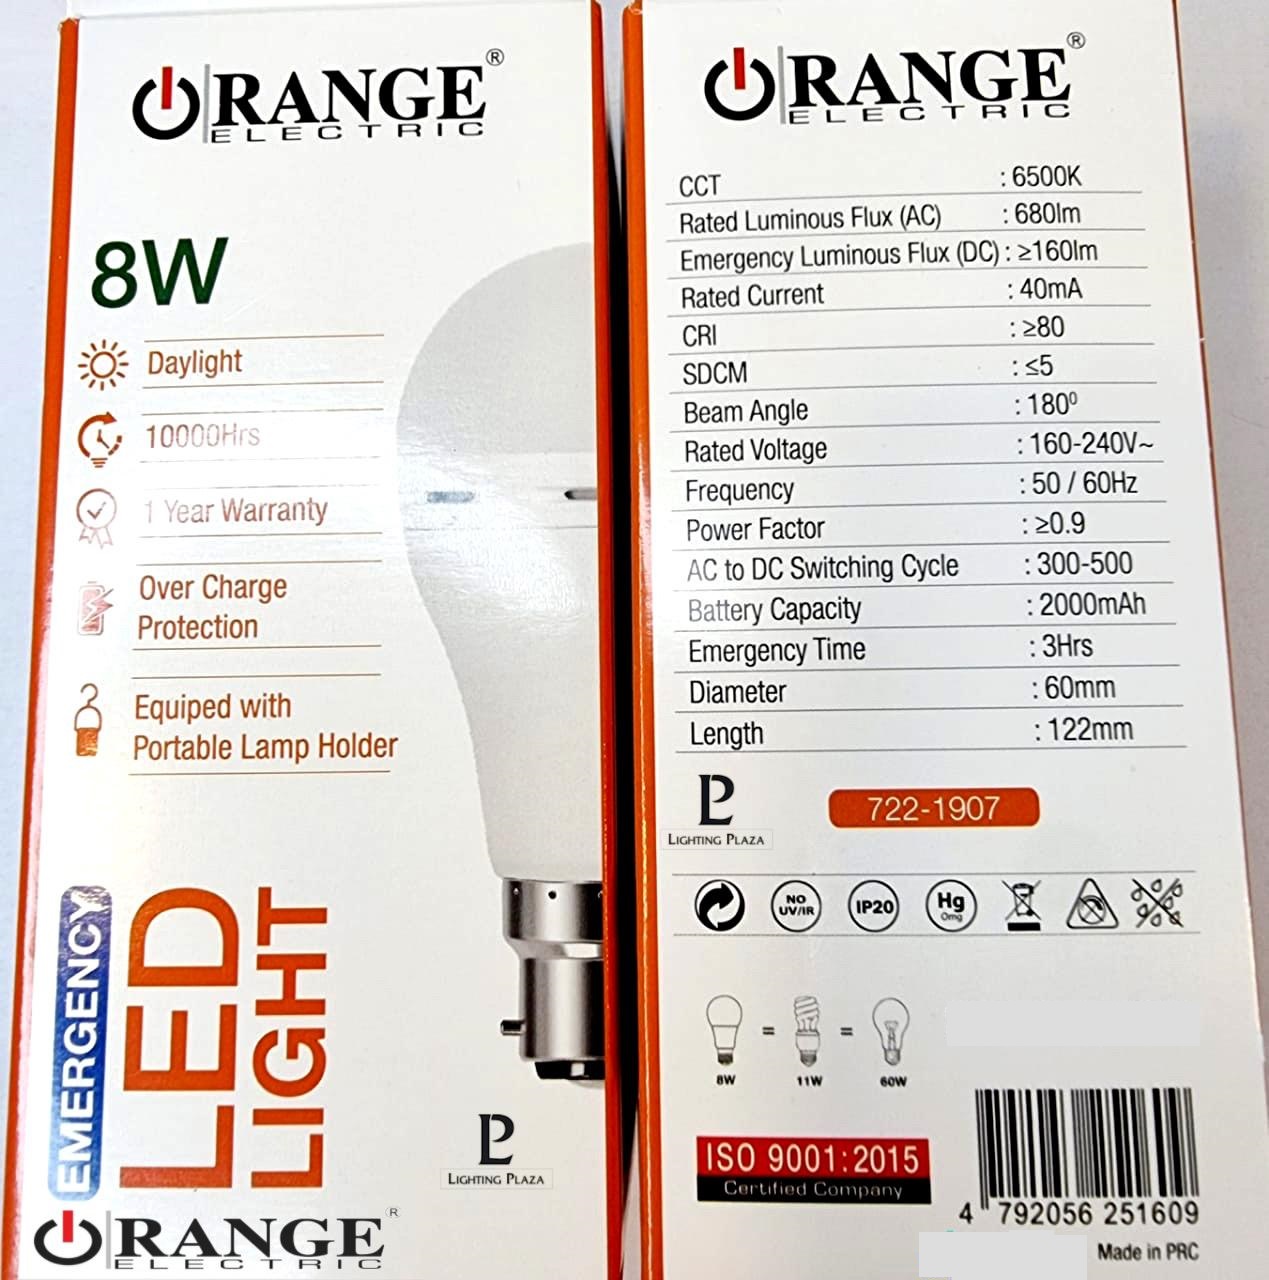 ORANGE®
ELECTRIC
8W
Daylight
10000Hrs
1 Year Warranty
Over Charge
Protection
Equiped with
Portable Lamp Holder
EMERGENCY
LED
LIGHT
LIGHTING PLAZA
ORANGE®
ELECTRIC
ORANGE®
ELECTRIC
CCT : 6500K
Rated Luminous Flux (AC) : 680lm
Emergency Luminous Flux (DC) : ≥160lm
Rated Current : 40mA
CRI : ≥80
SDCM : ≤5
Beam Angle : 180⁰
Rated Voltage : 160-240V~
Frequency : 50 / 60Hz
Power Factor : ≥0.9
AC to DC Switching Cycle : 300-500
Battery Capacity : 2000mAh
Emergency Time : 3Hrs
Diameter : 60mm
Length : 122mm
LIGHTING PLAZA
722-1907
NO
UV/IR
IP20
Hg
0mg
= =
8W 11W 60W
ISO 9001:2015
Certified Company
4 792056 251609
Made in PRC